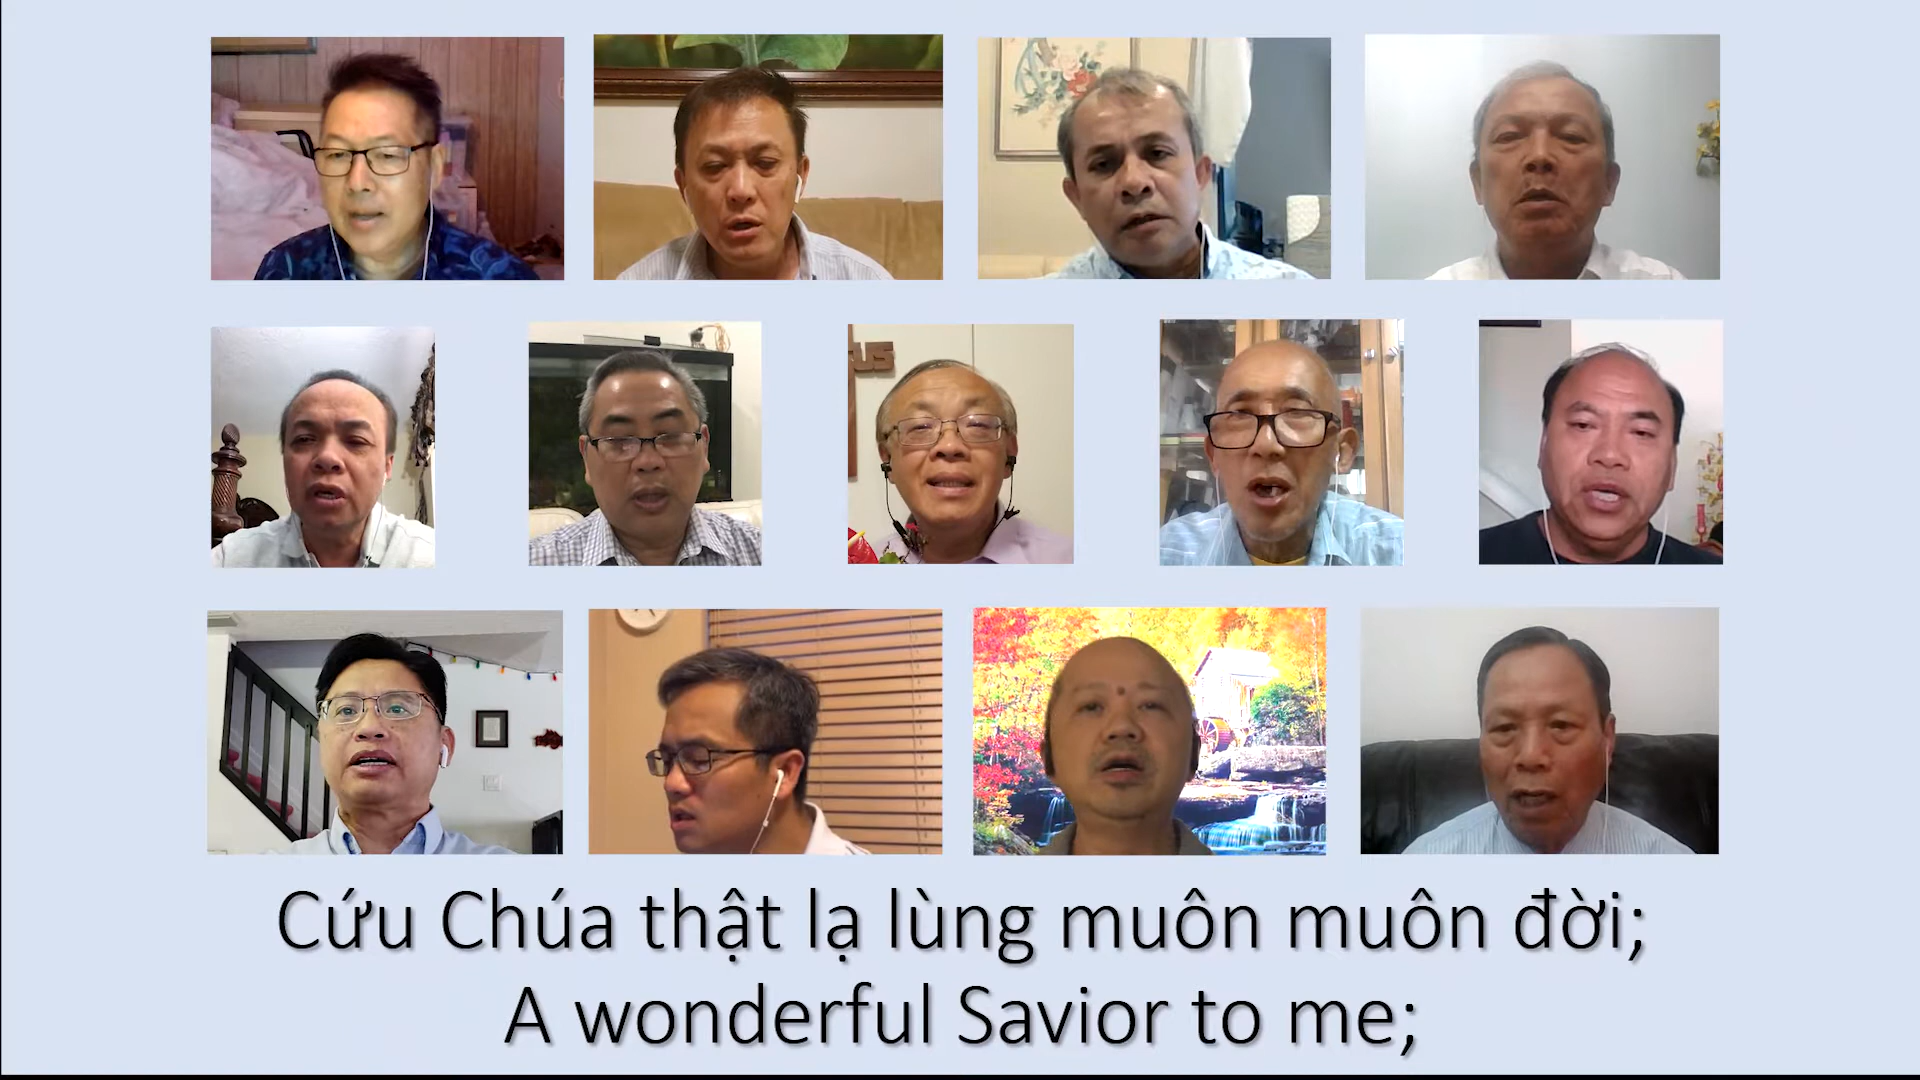 Cứu Chúa thật lạ lùng muôn muôn đời;
A wonderful Savior to me;